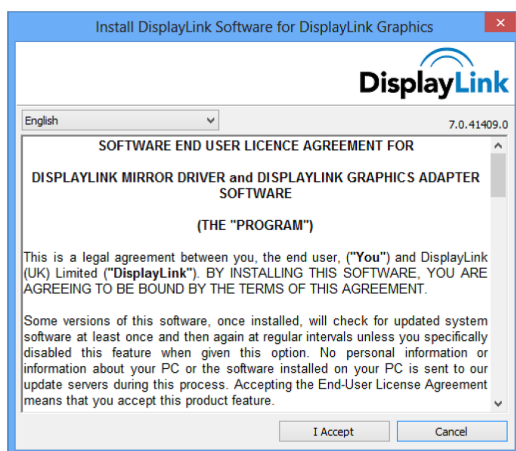 Install DisplayLink Software for DisplayLink Graphics
DisplayLink
English
7.0.41409.0
SOFTWARE END USER LICENCE AGREEMENT FOR
DISPLAYLINK MIRROR DRIVER and DISPLAYLINK GRAPHICS ADAPTER
SOFTWARE
(THE "PROGRAM")
This is a legal agreement between you, the end user, ("You") and DisplayLink
(UK) Limited ("DisplayLink"). BY INSTALLING THIS SOFTWARE, YOU ARE
AGREEING TO BE BOUND BY THE TERMS OF THIS AGREEMENT.
Some versions of this software, once installed, will check for updated system
software at least once and then again at regular intervals unless you specifically
disabled this feature when given this option. No personal information or
information about your PC or the software installed on your PC is sent to our
update servers during this process. Accepting the End-User License Agreement
means that you accept this product feature.
I Accept
Cancel